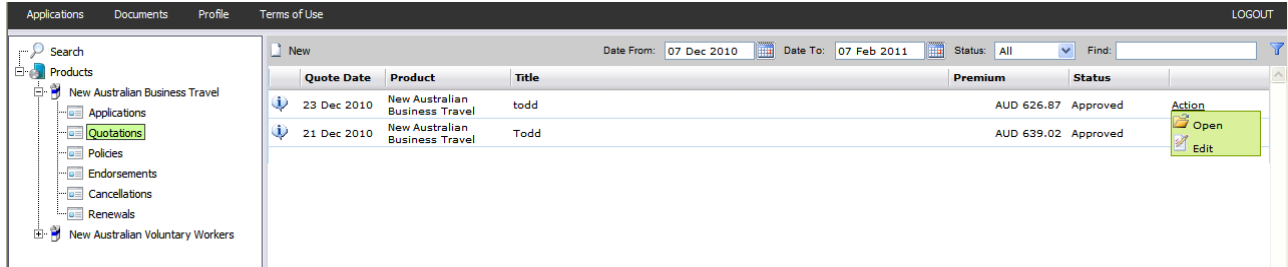 Applications Documents Profile Terms of Use LOGOUT
Search
Products
New Australian Business Travel
Applications
Quotations
Policies
Endorsements
Cancellations
Renewals
New Australian Voluntary Workers
New Date From: 07 Dec 2010 Date To: 07 Feb 2011 Status: All Find:
Quote Date Product Title Premium Status
23 Dec 2010 New Australian Business Travel todd AUD 626.87 Approved Action
21 Dec 2010 New Australian Business Travel Todd AUD 639.02 Approved
Open
Edit